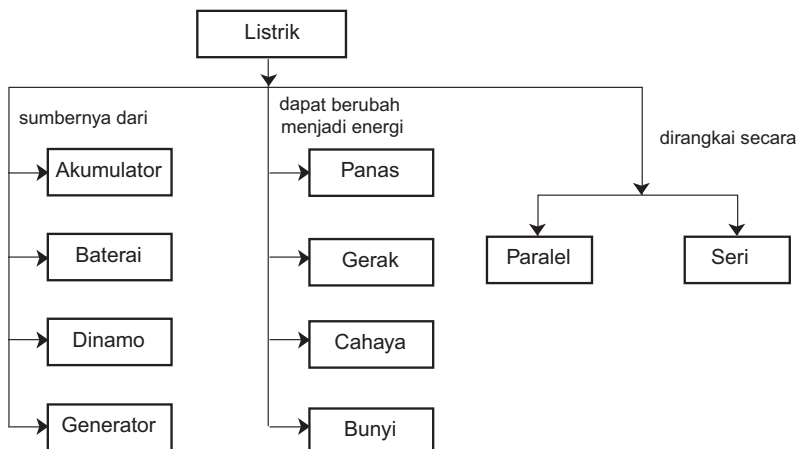 Listrik
sumbernya dari
Akumulator
Baterai
Dinamo
Generator
dapat berubah
menjadi energi
Panas
Gerak
Cahaya
Bunyi
dirangkai secara
Paralel
Seri